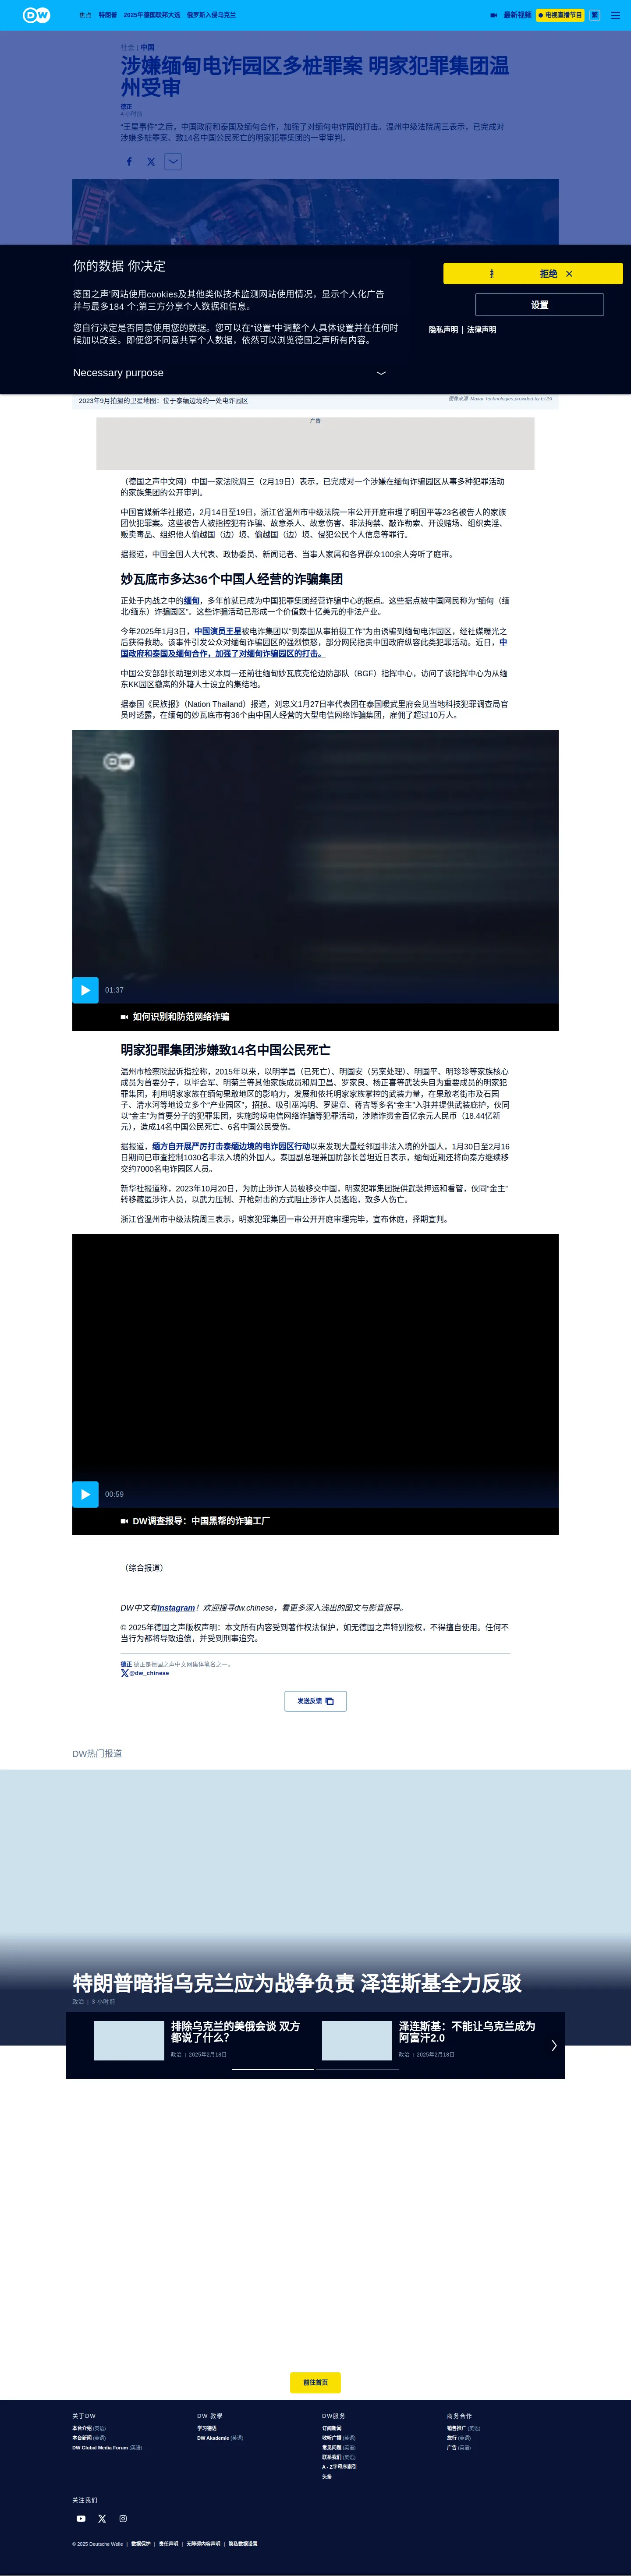 DW
焦点 特朗普 2025年德国联邦大选 俄罗斯入侵乌克兰
最新视频 电视直播节目 繁
社会 | 中国
涉嫌缅甸电诈园区多桩罪案 明家犯罪集团温
州受审
德正
4 小时前
“王星事件”之后，中国政府和泰国及缅甸合作，加强了对缅甸电诈园的打击。温州中级法院周三表示，已完成对
涉嫌多桩罪案、致14名中国公民死亡的明家犯罪集团的一审审判。
你的数据 你决定
德国之声'网站使用cookies及其他类似技术监测网站使用情况，显示个人化广告
并与最多184 个;第三方分享个人数据和信息。
您自行决定是否同意使用您的数据。您可以在“设置”中调整个人具体设置并在任何时
候加以改变。即便您不同意共享个人数据，依然可以浏览德国之声所有内容。
Necessary purpose
拒绝
设置
隐私声明 | 法律声明
2023年9月拍摄的卫星地图：位于泰缅边境的一处电诈园区
图像来源: Maxar Technologies provided by EUSI
广告
（德国之声中文网）中国一家法院周三（2月19日）表示，已完成对一个涉嫌在缅甸诈骗园区从事多种犯罪活动
的家族集团的公开审判。
中国官媒新华社报道，2月14日至19日，浙江省温州市中级法院一审公开开庭审理了明国平等23名被告人的家族
团伙犯罪案。这些被告人被指控犯有诈骗、故意杀人、故意伤害、非法拘禁、敲诈勒索、开设赌场、组织卖淫、
贩卖毒品、组织他人偷越国（边）境、偷越国（边）境、侵犯公民个人信息等罪行。
据报道，中国全国人大代表、政协委员、新闻记者、当事人家属和各界群众100余人旁听了庭审。
妙瓦底市多达36个中国人经营的诈骗集团
正处于内战之中的缅甸，多年前就已成为中国犯罪集团经营诈骗中心的据点。这些据点被中国网民称为“缅甸（缅
北/缅东）诈骗园区”。这些诈骗活动已形成一个价值数十亿美元的非法产业。
今年2025年1月3日，中国演员王星被电诈集团以“到泰国从事拍摄工作”为由诱骗到缅甸电诈园区，经社媒曝光之
后获得救助。该事件引发公众对缅甸诈骗园区的强烈愤怒，部分网民指责中国政府纵容此类犯罪活动。近日，中
国政府和泰国及缅甸合作，加强了对缅甸诈骗园区的打击。
中国公安部部长助理刘忠义本周一还前往缅甸妙瓦底克伦边防部队（BGF）指挥中心，访问了该指挥中心为从缅
东KK园区撤离的外籍人士设立的集结地。
据泰国《民族报》（Nation Thailand）报道，刘忠义1月27日率代表团在泰国暖武里府会见当地科技犯罪调查局官
员时透露，在缅甸的妙瓦底市有36个由中国人经营的大型电信网络诈骗集团，雇佣了超过10万人。
DW
01:37
如何识别和防范网络诈骗
明家犯罪集团涉嫌致14名中国公民死亡
温州市检察院起诉指控称，2015年以来，以明学昌（已死亡）、明国安（另案处理）、明国平、明珍珍等家族核心
成员为首要分子，以毕会军、明菊兰等其他家族成员和周卫昌、罗家良、杨正喜等武装头目为重要成员的明家犯
罪集团，利用明家家族在缅甸果敢地区的影响力，发展和依托明家家族掌控的武装力量，在果敢老街市及石园
子、清水河等地设立多个“产业园区”，招揽、吸引巫鸿明、罗建章、蒋吉等多名“金主”入驻并提供武装庇护，伙同
以“金主”为首要分子的犯罪集团，实施跨境电信网络诈骗等犯罪活动，涉赌诈资金百亿余元人民币（18.44亿新
元），造成14名中国公民死亡、6名中国公民受伤。
据报道，缅方自开展严厉打击泰缅边境的电诈园区行动以来发现大量经邻国非法入境的外国人，1月30日至2月16
日期间已审查控制1030名非法入境的外国人。泰国副总理兼国防部长普坦近日表示，缅甸近期还将向泰方继续移
交约7000名电诈园区人员。
新华社报道称，2023年10月20日，为防止涉诈人员被移交中国，明家犯罪集团提供武装押运和看管，伙同“金主”
转移藏匿涉诈人员，以武力压制、开枪射击的方式阻止涉诈人员逃跑，致多人伤亡。
浙江省温州市中级法院周三表示，明家犯罪集团一审公开开庭审理完毕，宣布休庭，择期宣判。
00:59
DW调查报导：中国黑帮的诈骗工厂
（综合报道）
DW中文有Instagram！欢迎搜寻dw.chinese，看更多深入浅出的图文与影音报导。
© 2025年德国之声版权声明：本文所有内容受到著作权法保护，如无德国之声特别授权，不得擅自使用。任何不
当行为都将导致追偿，并受到刑事追究。
德正 德正是德国之声中文网集体笔名之一。
@dw_chinese
发送反馈
DW热门报道
特朗普暗指乌克兰应为战争负责 泽连斯基全力反驳
政治 | 3 小时前
排除乌克兰的美俄会谈 双方
都说了什么？
政治 | 2025年2月18日
泽连斯基：不能让乌克兰成为
阿富汗2.0
政治 | 2025年2月18日
前往首页
关于DW
本台介绍 (英语)
本台新闻 (英语)
DW Global Media Forum (英语)
DW 教学
学习德语
DW Akademie (英语)
DW服务
订阅新闻
收听广播 (英语)
常见问题 (英语)
联系我们 (英语)
A - Z字母序索引
头条
商务合作
销售推广 (英语)
旅行 (英语)
广告 (英语)
关注我们
© 2025 Deutsche Welle | 数据保护 | 责任声明 | 无障碍内容声明 | 隐私数据设置